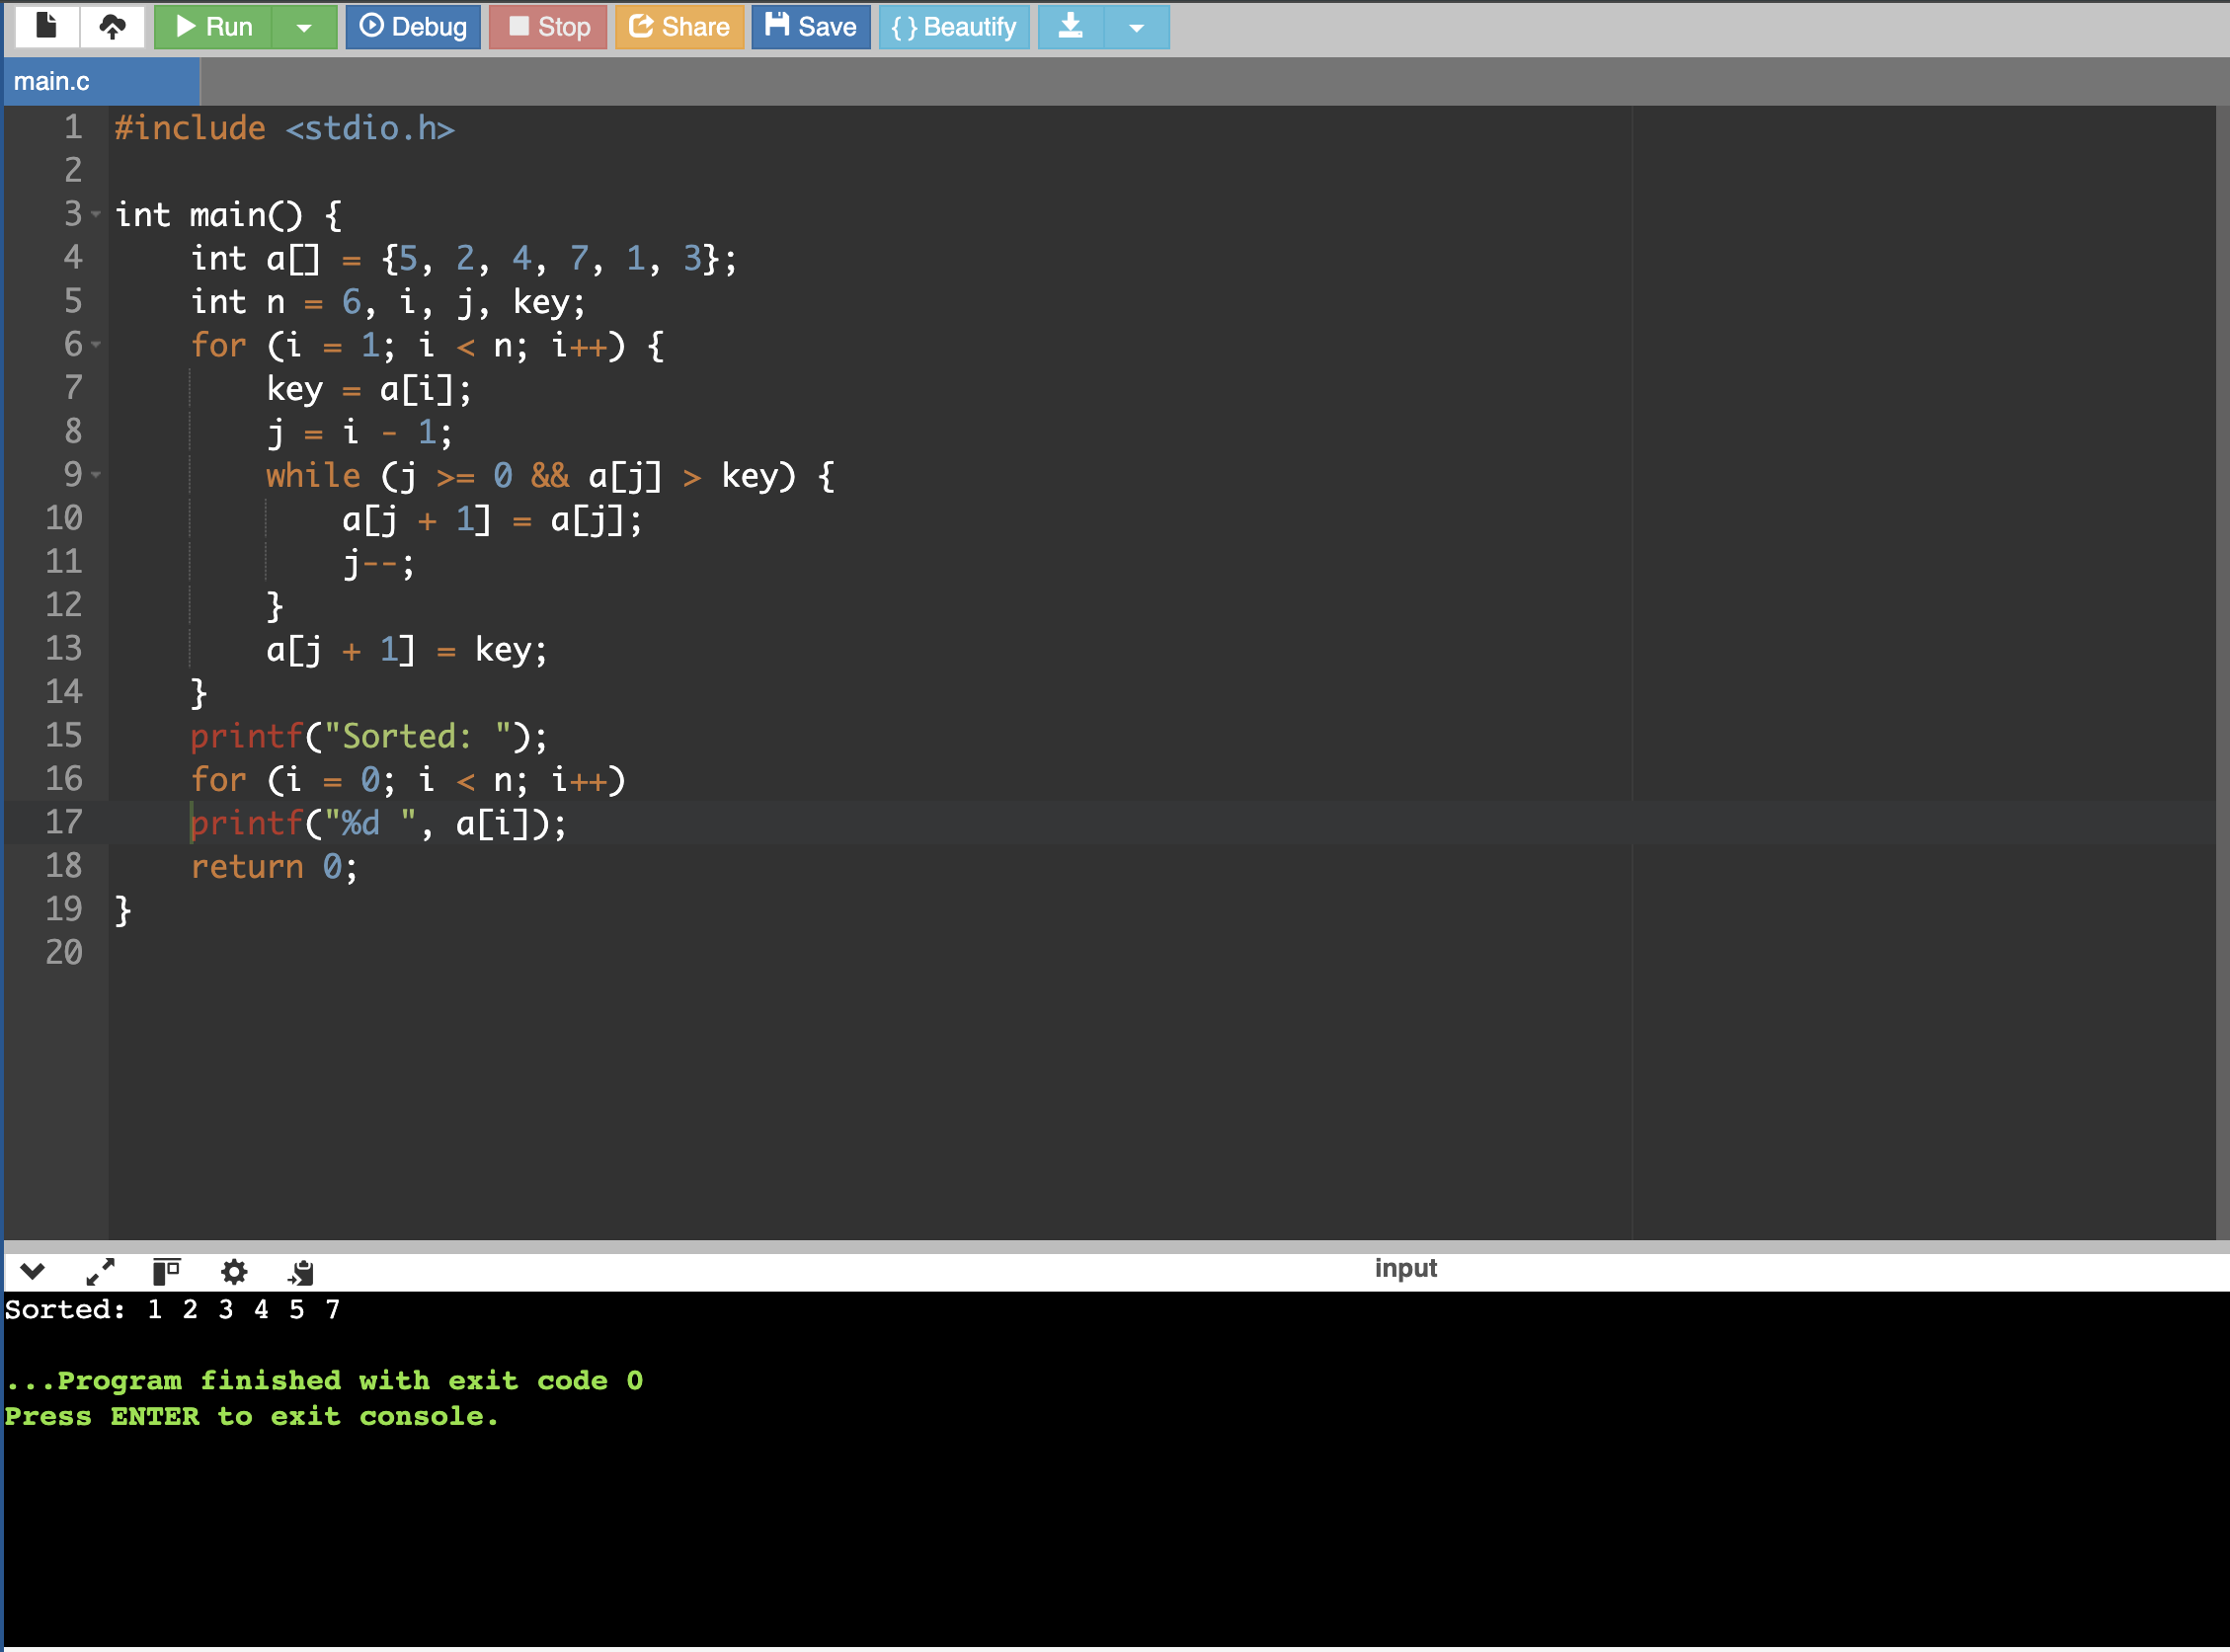 Run Debug Stop Share Save { } Beautify
main.c
1 #include <stdio.h>
2
3 int main() {
4     int a[] = {5, 2, 4, 7, 1, 3};
5     int n = 6, i, j, key;
6     for (i = 1; i < n; i++) {
7         key = a[i];
8         j = i - 1;
9         while (j >= 0 && a[j] > key) {
10             a[j + 1] = a[j];
11             j--;
12         }
13         a[j + 1] = key;
14     }
15     printf("Sorted: ");
16     for (i = 0; i < n; i++)
17     printf("%d ", a[i]);
18     return 0;
19 }
20
input
Sorted: 1 2 3 4 5 7
...Program finished with exit code 0
Press ENTER to exit console.